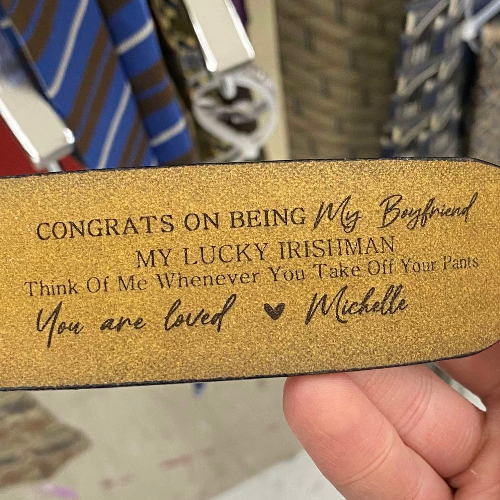 CONGRATS ON BEING My Boyfriend
MY LUCKY IRISHMAN
Think Of Me Whenever You Take Off Your Pants
You are loved ♥ Michelle